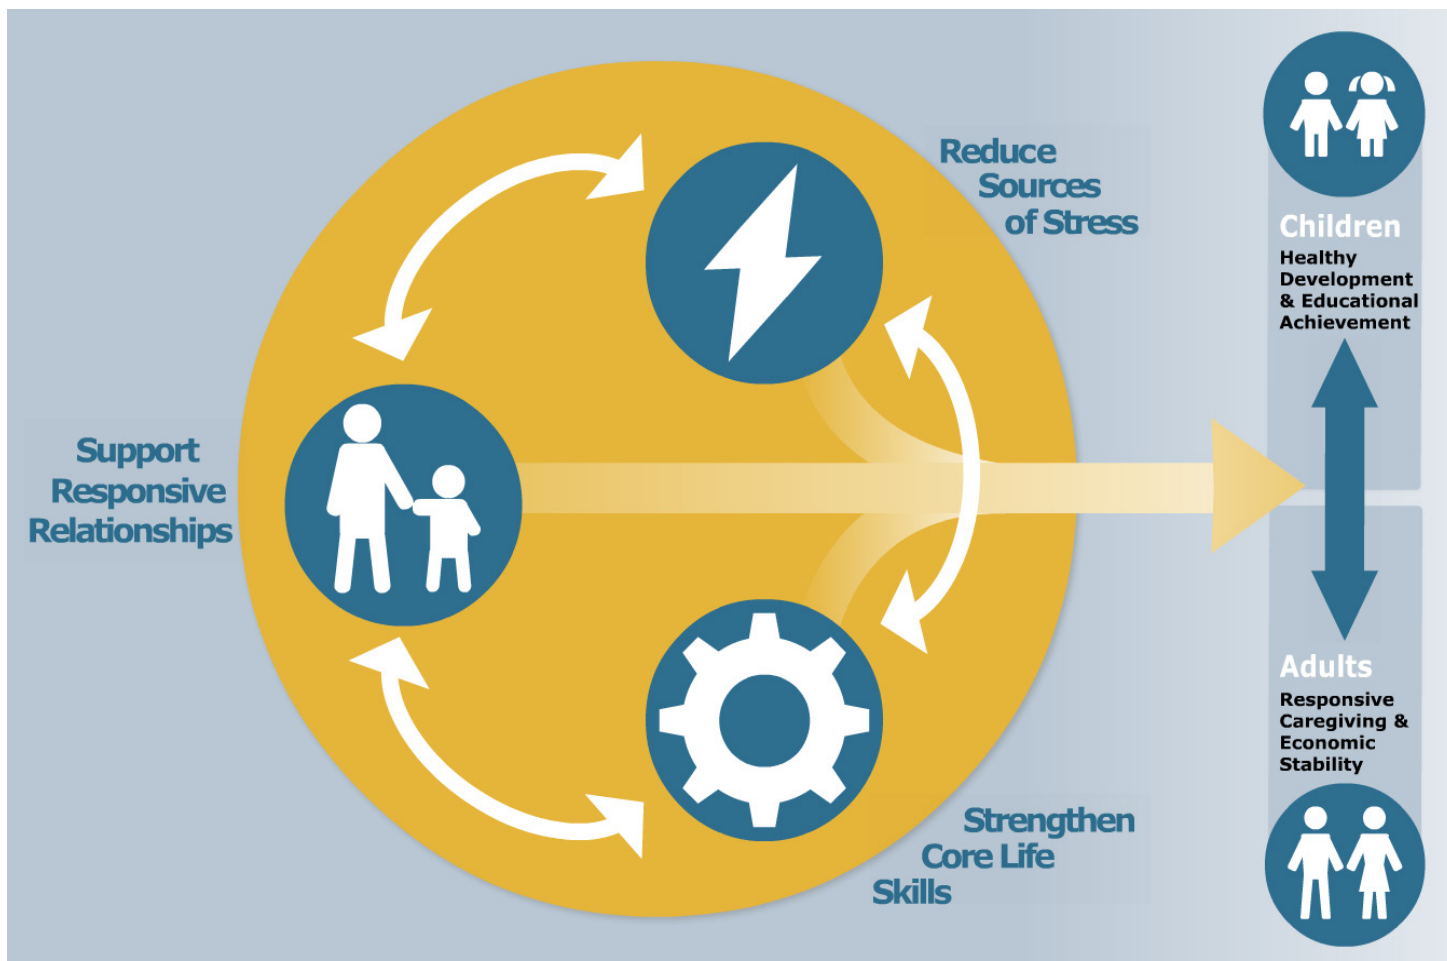 Reduce
Sources
of Stress
Support
Responsive
Relationships
Strengthen
Core Life
Skills
Children
Healthy
Development
& Educational
Achievement
Adults
Responsive
Caregiving &
Economic
Stability